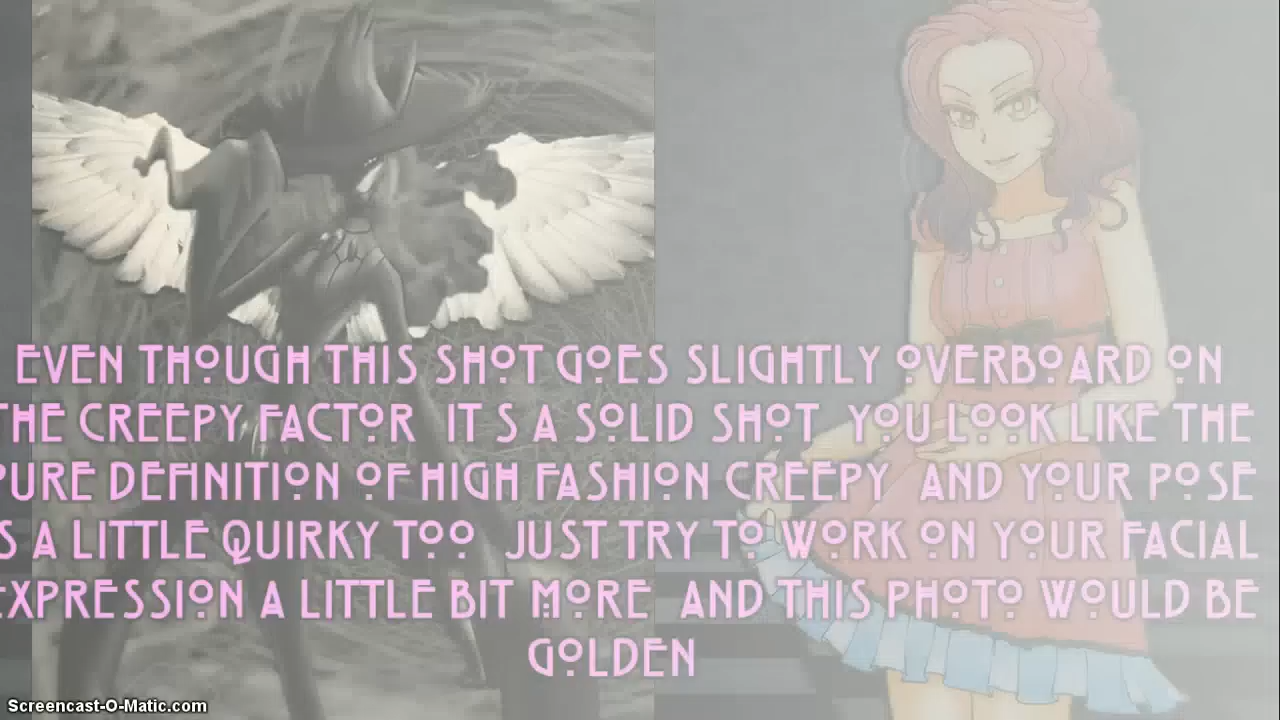 EVEN THOUGH THIS SHOT GOES SLIGHTLY OVERBOARD ON
THE CREEPY FACTOR IT S A SOLID SHOT YOU LOOK LIKE THE
PURE DEFINITION OF HIGH FASHION CREEPY AND YOUR POSE
S A LITTLE QUIRKY TOO JUST TRY TO WORK ON YOUR FACIAL
EXPRESSION A LITTLE BIT MORE AND THIS PHOTO WOULD BE
GOLDEN
Screencast-O-Matic.com